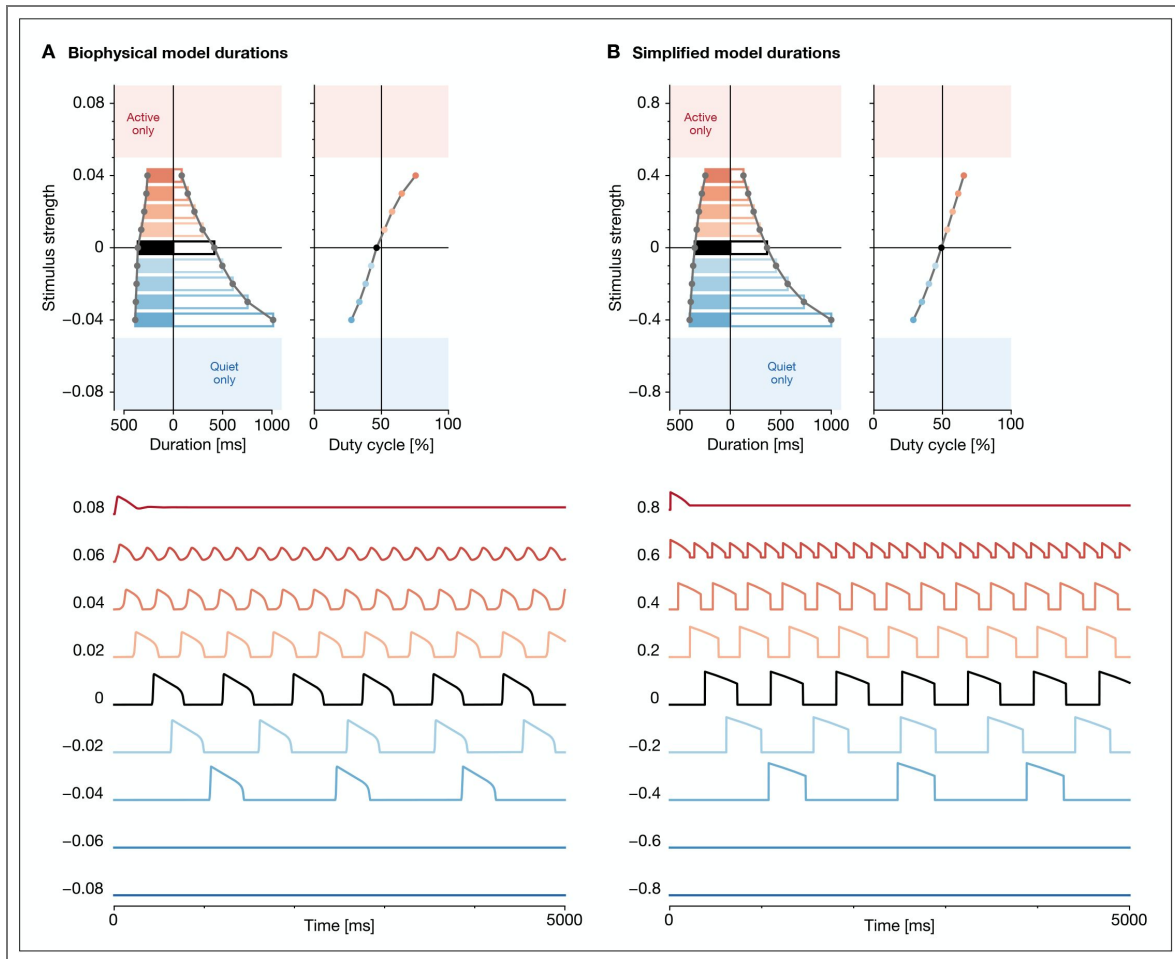 A Biophysical model durations
0.08
0.04
0
−0.04
−0.08
Stimulus strength
Active
only
Quiet
only
500 0 500 1000
Duration [ms]
0 50 100
Duty cycle [%]
0.08
0.06
0.04
0.02
0
−0.02
−0.04
−0.06
−0.08
0 5000
Time [ms]
B Simplified model durations
0.8
0.4
0
−0.4
−0.8
Stimulus strength
Active
only
Quiet
only
500 0 500 1000
Duration [ms]
0 50 100
Duty cycle [%]
0.8
0.6
0.4
0.2
0
−0.2
−0.4
−0.6
−0.8
0 5000
Time [ms]